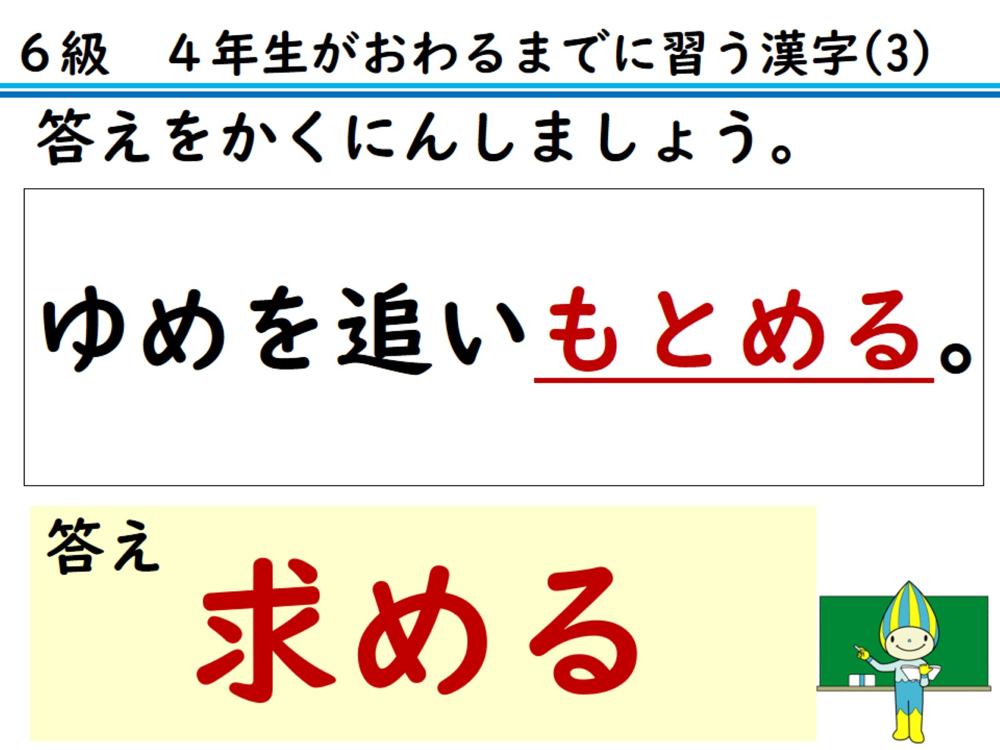 ６級　４年生がおわるまでに習う漢字(3)
答えをかくにんしましょう。
ゆめを追いもとめる。
答え
求める